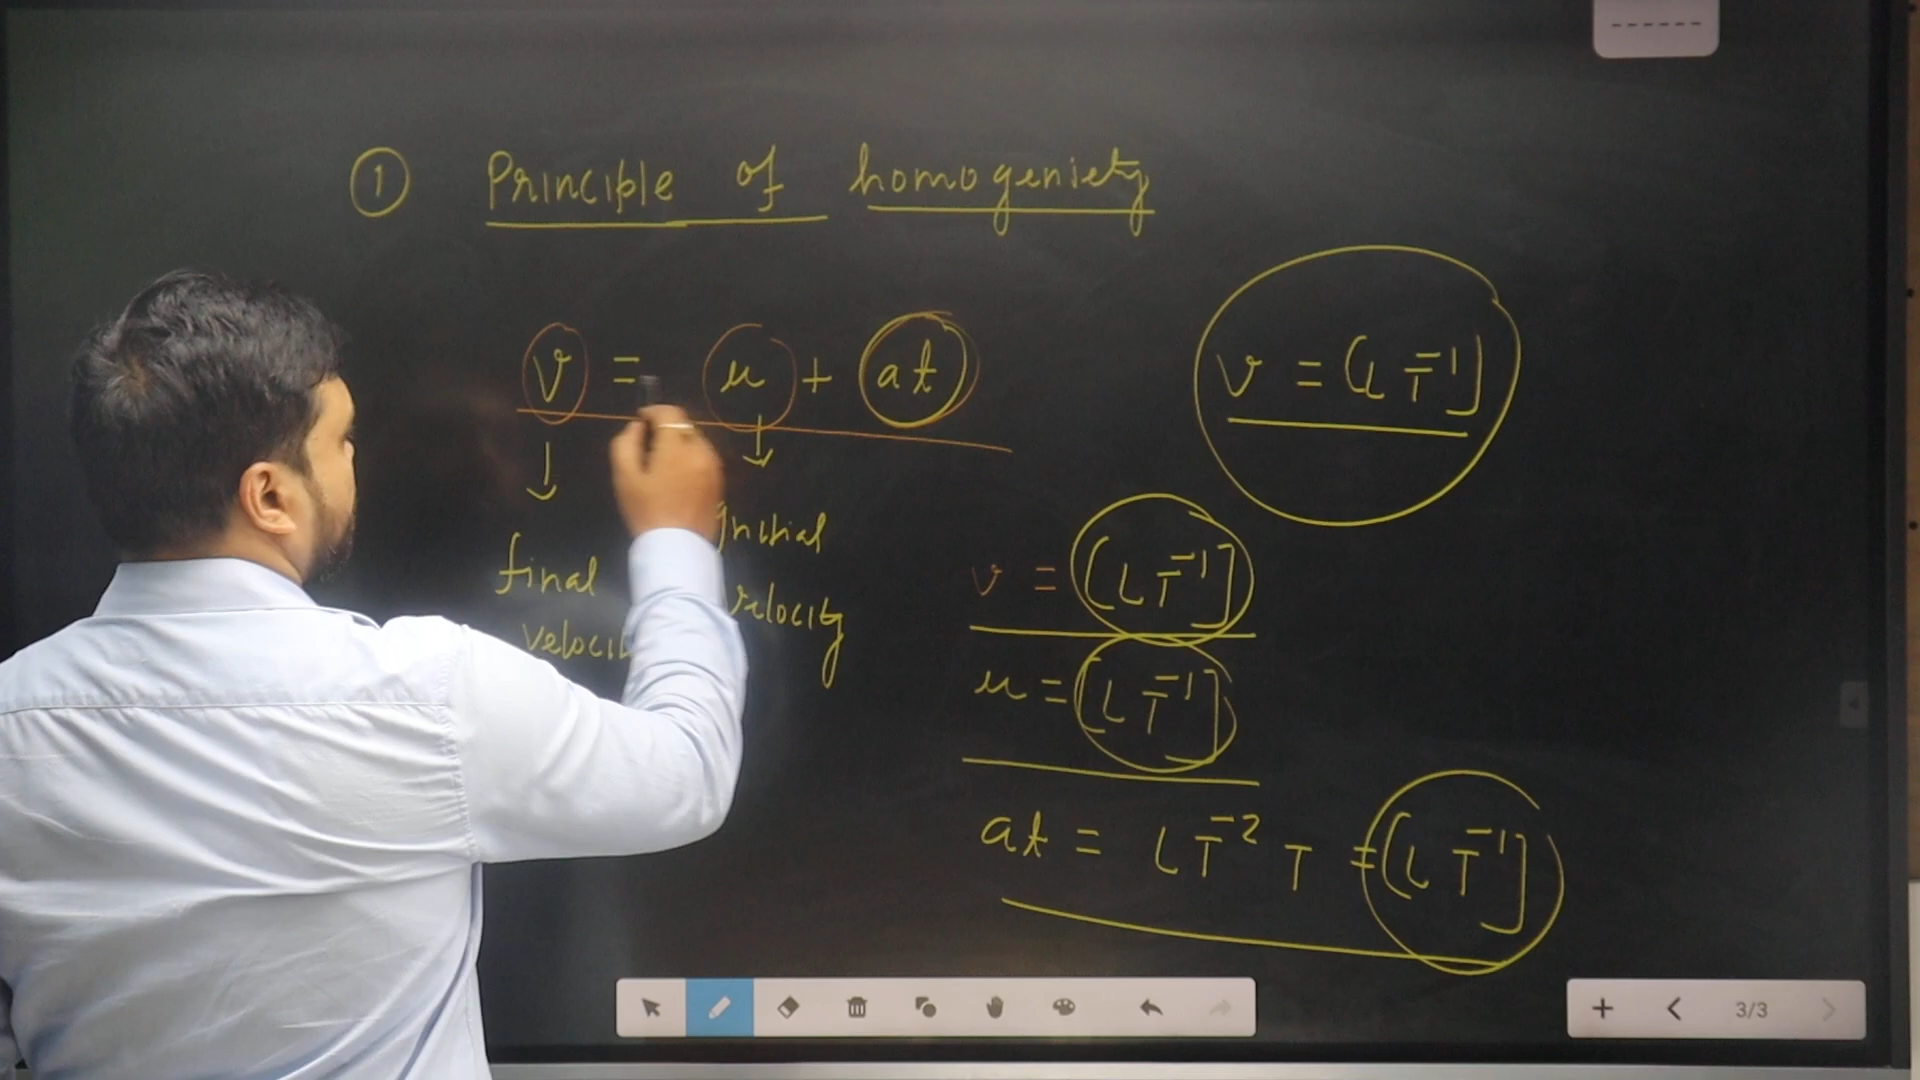 ① Principle of homogeniety
v = u + at
v = [LT⁻¹]
final
Initial
velocity
v = [LT⁻¹]
u = [LT⁻¹]
at = LT⁻² T = [LT⁻¹]
3/3